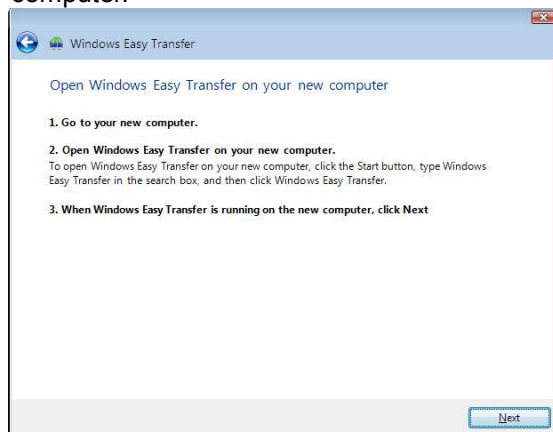 computer.
Windows Easy Transfer
Open Windows Easy Transfer on your new computer
1. Go to your new computer.
2. Open Windows Easy Transfer on your new computer.
To open Windows Easy Transfer on your new computer, click the Start button, type Windows
Easy Transfer in the search box, and then click Windows Easy Transfer.
3. When Windows Easy Transfer is running on the new computer, click Next
Next